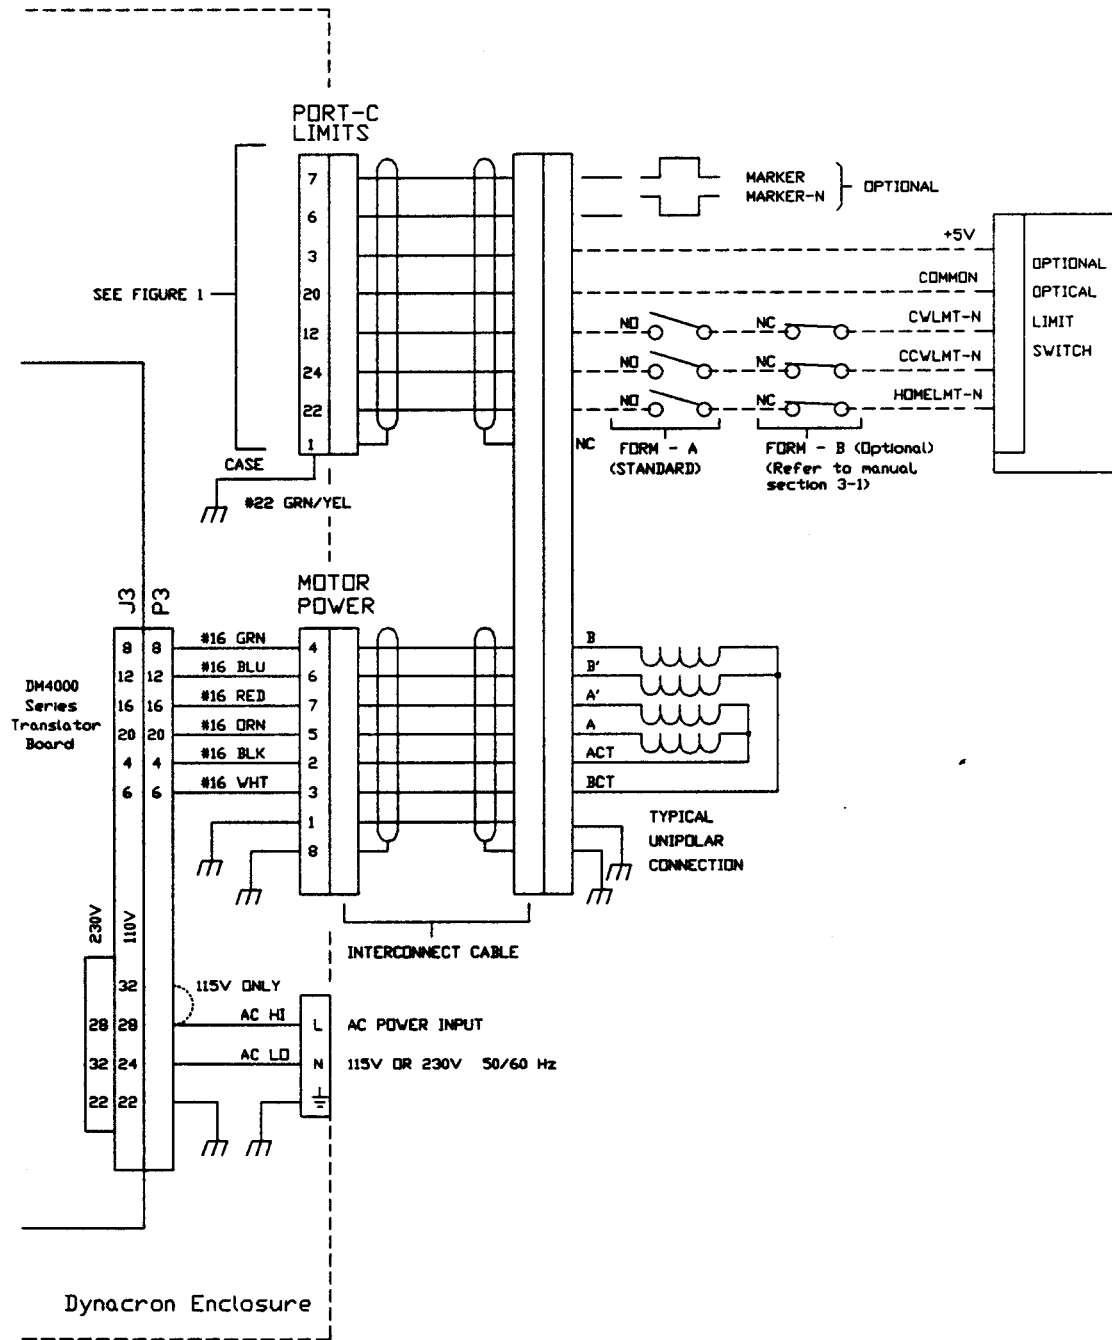 PORT-C
LIMITS
7
MARKER
MARKER-N
OPTIONAL
6
3
+5V
SEE FIGURE 1
20
COMMON
OPTIONAL
OPTICAL
LIMIT
SWITCH
12
NO
NC
CWLMT-N
24
NO
NC
CCWLMT-N
22
NO
NC
HOMELMT-N
1
NC
FORM - A
(STANDARD)
FORM - B (Optional)
(Refer to manual
section 3-1)
CASE
#22 GRN/YEL
MOTOR
POWER
J3
P3
DM4000
Series
Translator
Board
8 8 #16 GRN 4 B
12 12 #16 BLU 6 B'
16 16 #16 RED 7 A'
20 20 #16 ORN 5 A
4 4 #16 BLK 2 ACT
6 6 #16 WHT 3 BCT
1
8
TYPICAL
UNIPOLAR
CONNECTION
INTERCONNECT CABLE
230V
110V
32 115V ONLY
28 28 AC HI L AC POWER INPUT
32 24 AC LO N 115V OR 230V 50/60 Hz
22 22
Dynacron Enclosure